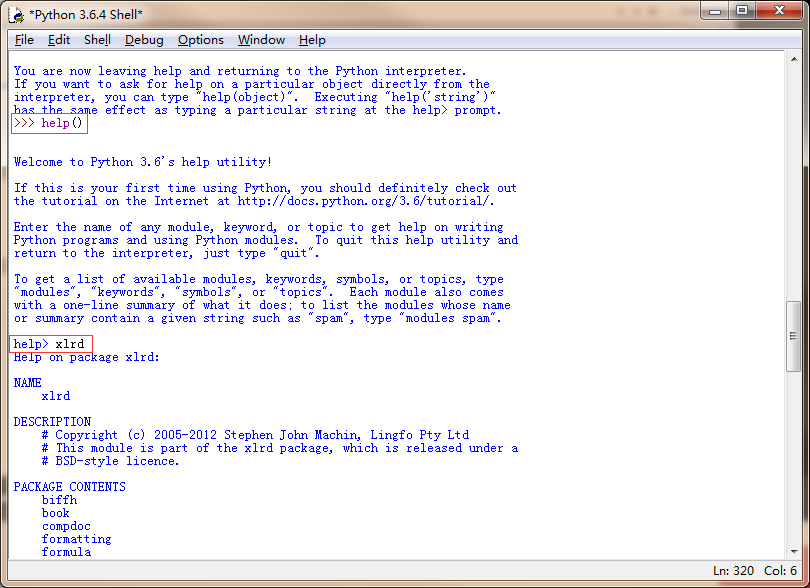 *Python 3.6.4 Shell*
File Edit Shell Debug Options Window Help
You are now leaving help and returning to the Python interpreter.
If you want to ask for help on a particular object directly from the
interpreter, you can type "help(object)".  Executing "help('string')"
has the same effect as typing a particular string at the help> prompt.
>>> help()
Welcome to Python 3.6's help utility!
If this is your first time using Python, you should definitely check out
the tutorial on the Internet at http://docs.python.org/3.6/tutorial/.
Enter the name of any module, keyword, or topic to get help on writing
Python programs and using Python modules.  To quit this help utility and
return to the interpreter, just type "quit".
To get a list of available modules, keywords, symbols, or topics, type
"modules", "keywords", "symbols", or "topics".  Each module also comes
with a one-line summary of what it does; to list the modules whose name
or summary contain a given string such as "spam", type "modules spam".
help> xlrd
Help on package xlrd:
NAME
xlrd
DESCRIPTION
# Copyright (c) 2005-2012 Stephen John Machin, Lingfo Pty Ltd
# This module is part of the xlrd package, which is released under a
# BSD-style licence.
PACKAGE CONTENTS
biffh
book
compdoc
formatting
formula
Ln: 320 Col: 6